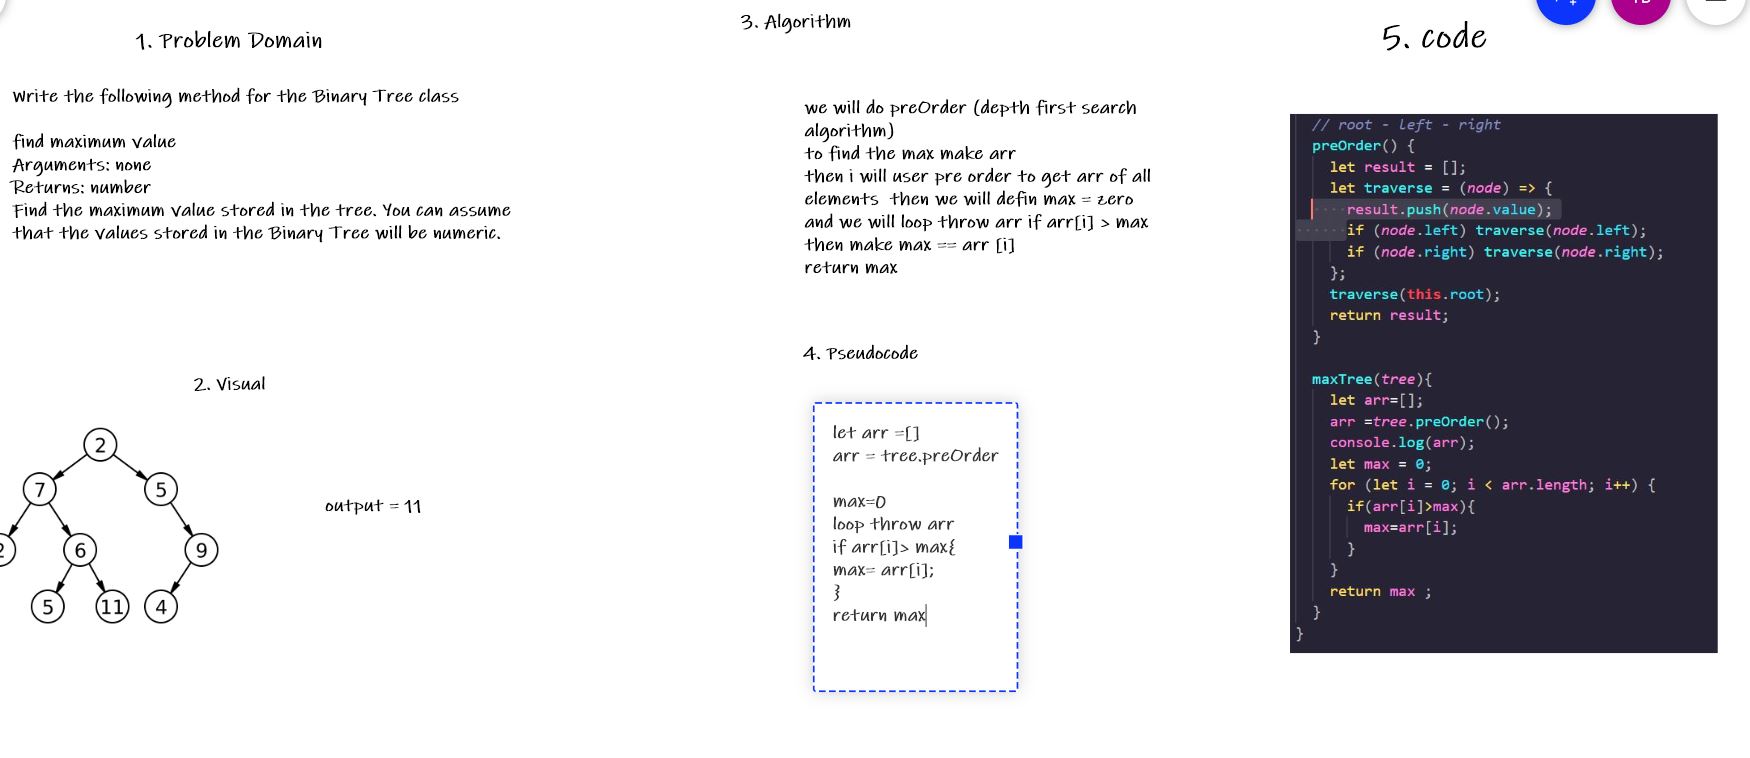 1. Problem Domain
Write the following method for the Binary Tree class
find maximum value
Arguments: none
Returns: number
Find the maximum value stored in the tree. You can assume
that the values stored in the Binary Tree will be numeric.
2. Visual
2
7
5
2
6
9
5
11
4
output = 11
3. Algorithm
we will do preOrder (depth first search
algorithm)
to find the max make arr
then i will user pre order to get arr of all
elements then we will defin max = zero
and we will loop throw arr if arr[i] > max
then make max == arr [i]
return max
4. Pseudocode
let arr =[]
arr = tree.preOrder
max=0
loop throw arr
if arr[i]> max{
max= arr[i];
}
return max
5. code
// root - left - right
preOrder() {
let result = [];
let traverse = (node) => {
result.push(node.value);
if (node.left) traverse(node.left);
if (node.right) traverse(node.right);
};
traverse(this.root);
return result;
}
maxTree(tree){
let arr=[];
arr =tree.preOrder();
console.log(arr);
let max = 0;
for (let i = 0; i < arr.length; i++) {
if(arr[i]>max){
max=arr[i];
}
}
return max ;
}
}